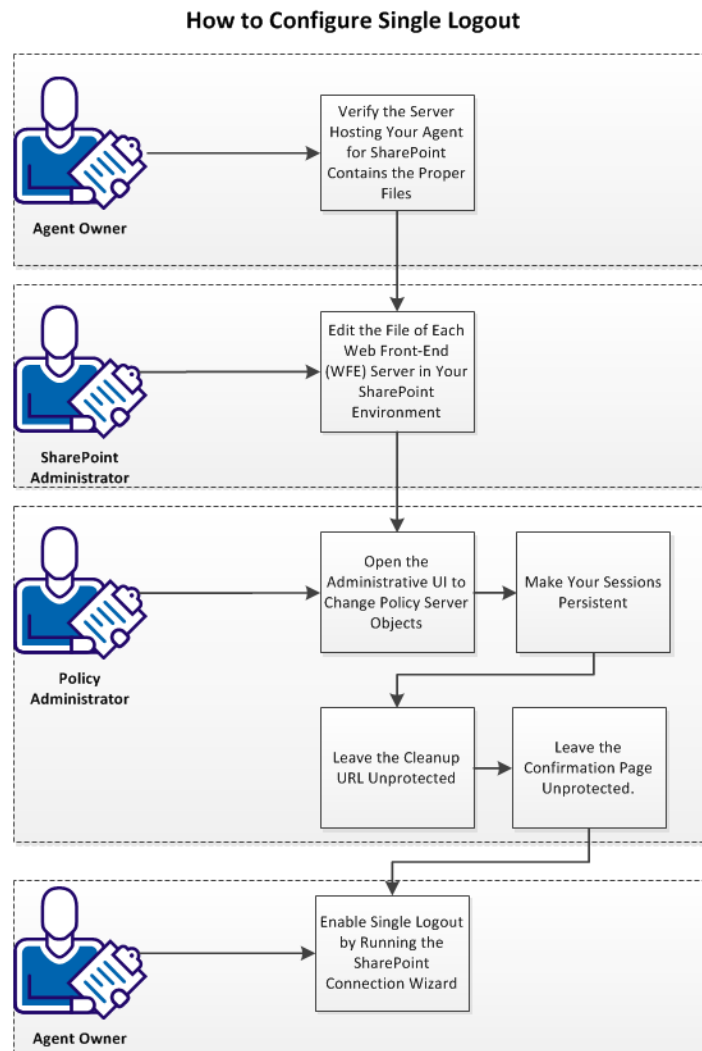 How to Configure Single Logout
Verify the Server
Hosting Your Agent
for SharePoint
Contains the Proper
Files
Agent Owner
Edit the File of Each
Web Front-End
(WFE) Server in Your
SharePoint
Environment
SharePoint
Administrator
Open the
Administrative UI to
Change Policy Server
Objects
Make Your Sessions
Persistent
Policy
Administrator
Leave the Cleanup
URL Unprotected
Leave the
Confirmation Page
Unprotected.
Enable Single Logout
by Running the
SharePoint
Connection Wizard
Agent Owner